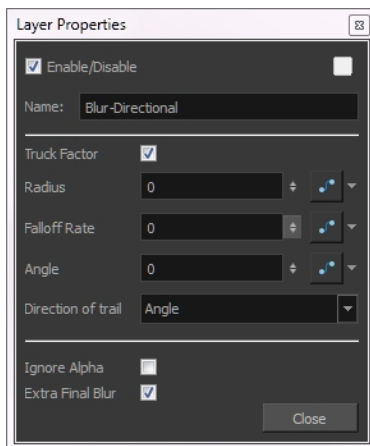 Layer Properties
Enable/Disable
Name: Blur-Directional
Truck Factor
Radius 0
Falloff Rate 0
Angle 0
Direction of trail Angle
Ignore Alpha
Extra Final Blur
Close